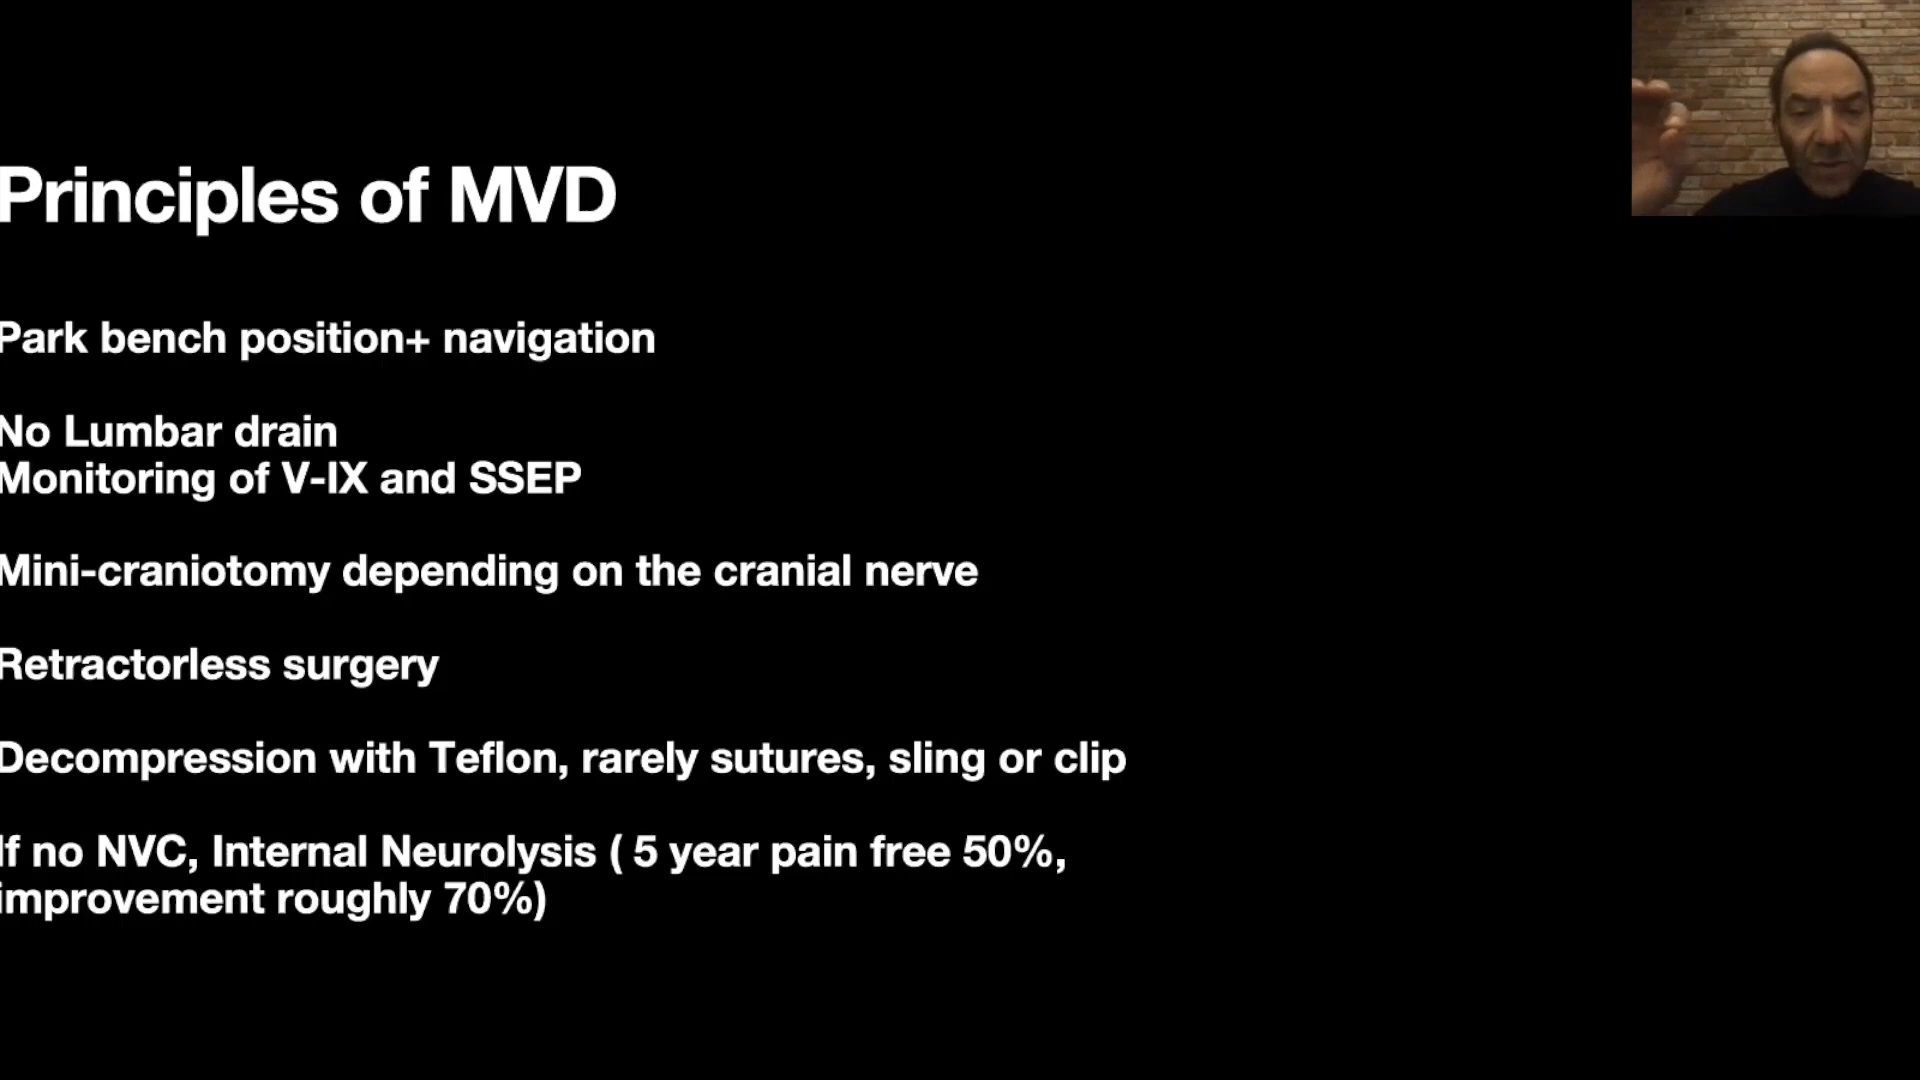 Principles of MVD
Park bench position+ navigation
No Lumbar drain
Monitoring of V-IX and SSEP
Mini-craniotomy depending on the cranial nerve
Retractorless surgery
Decompression with Teflon, rarely sutures, sling or clip
If no NVC, Internal Neurolysis ( 5 year pain free 50%,
improvement roughly 70%)